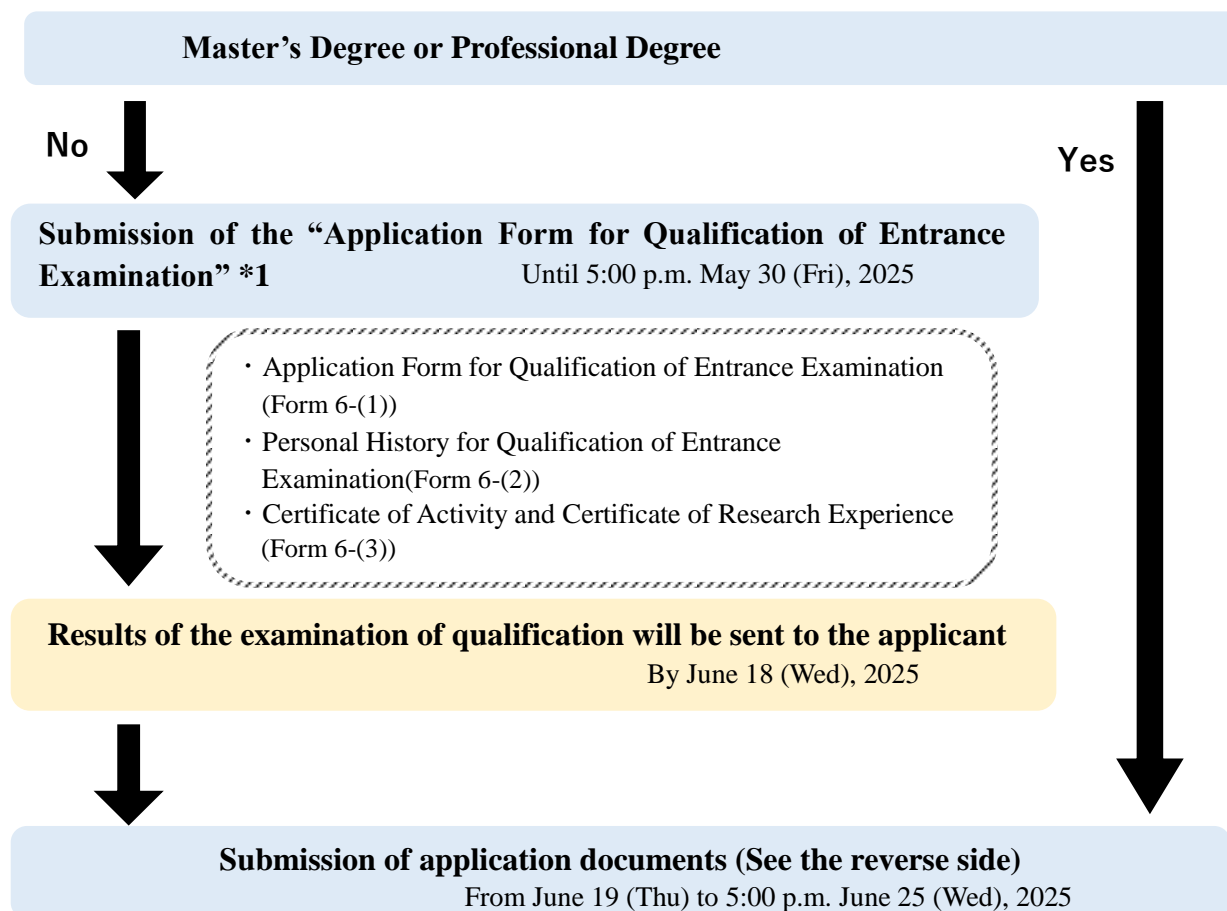 Master’s Degree or Professional Degree
No
Yes
Submission of the “Application Form for Qualification of Entrance
Examination” *1 Until 5:00 p.m. May 30 (Fri), 2025
・Application Form for Qualification of Entrance Examination
(Form 6-(1))
・Personal History for Qualification of Entrance
Examination(Form 6-(2))
・Certificate of Activity and Certificate of Research Experience
(Form 6-(3))
Results of the examination of qualification will be sent to the applicant
By June 18 (Wed), 2025
Submission of application documents (See the reverse side)
From June 19 (Thu) to 5:00 p.m. June 25 (Wed), 2025